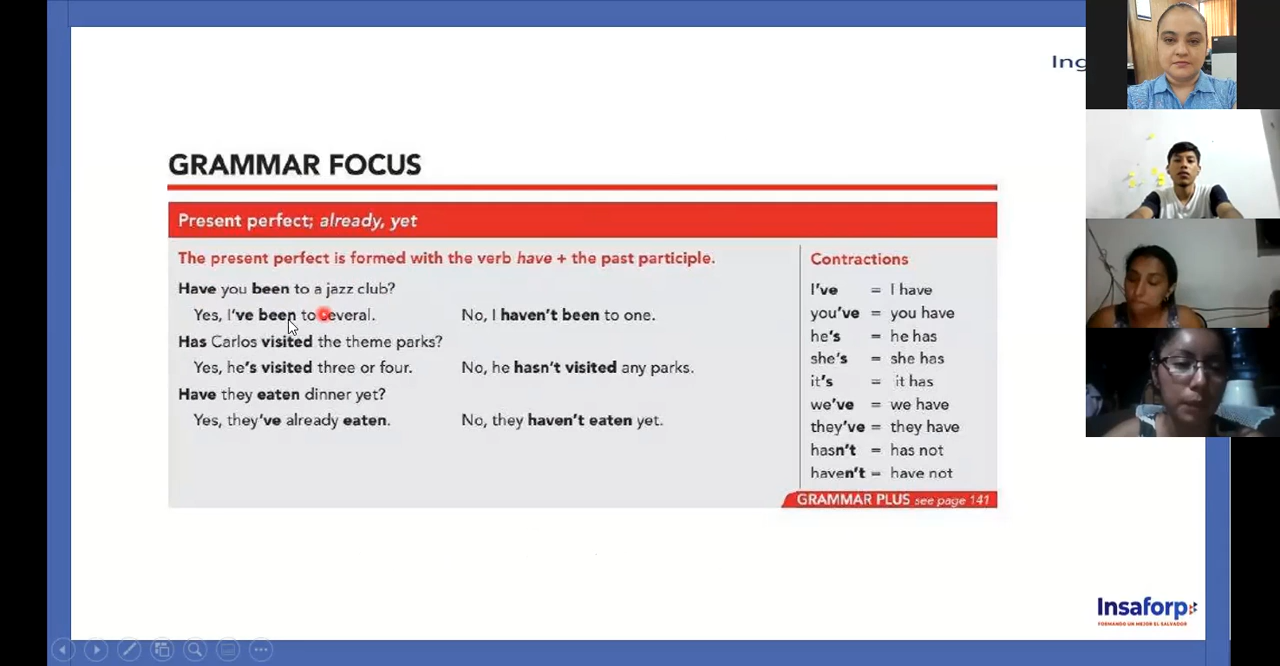 GRAMMAR FOCUS
Present perfect; already, yet
The present perfect is formed with the verb have + the past participle.
Have you been to a jazz club?
Yes, I've been to several.
No, I haven't been to one.
Has Carlos visited the theme parks?
Yes, he's visited three or four.
No, he hasn't visited any parks.
Have they eaten dinner yet?
Yes, they've already eaten.
No, they haven't eaten yet.
Contractions
I've = I have
you've = you have
he's = he has
she's = she has
it's = it has
we've = we have
they've = they have
hasn't = has not
haven't = have not
GRAMMAR PLUS see page 141
Insaforp
FORMANDO UN MEJOR EL SALVADOR